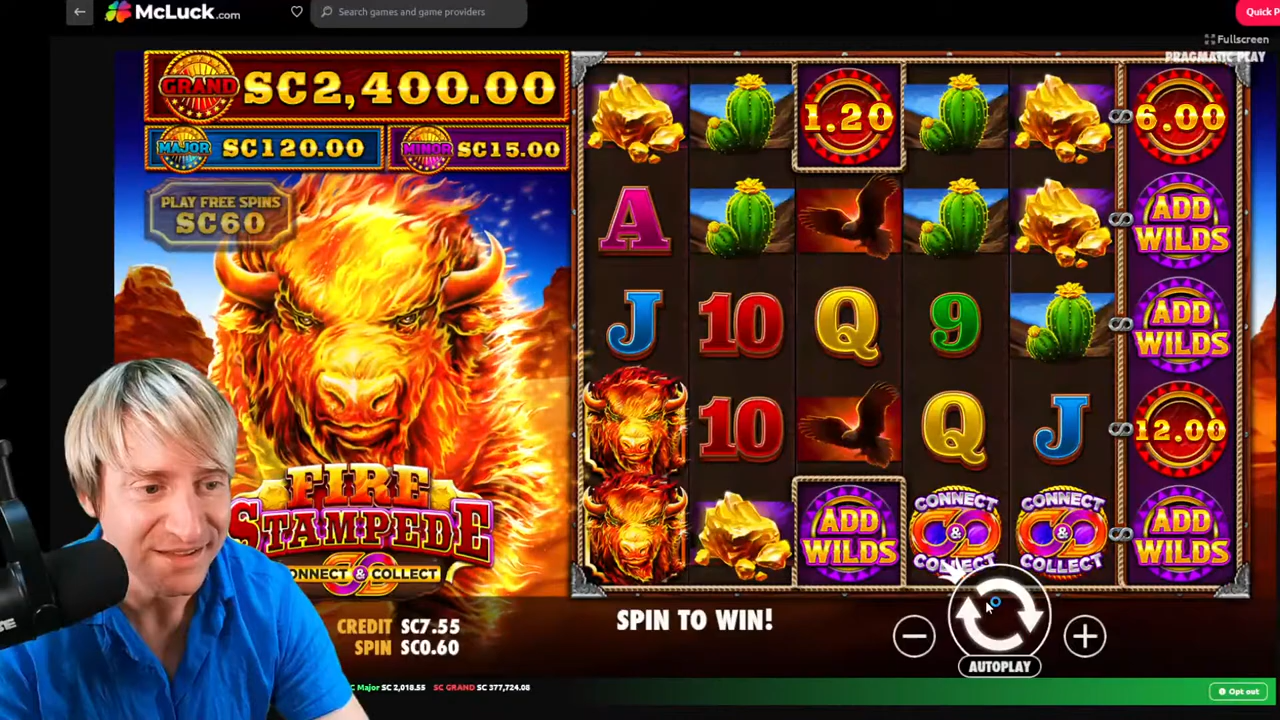 McLuck.com
Search games and game providers
Quick P
Fullscreen
PRAGMATIC PLAY
GRAND SC2,400.00
MAJOR SC120.00
MINOR SC15.00
PLAY FREE SPINS
SC60
1.20
6.00
A
ADD WILDS
J
10
Q
9
ADD WILDS
10
Q
J
12.00
ADD WILDS
CONNECT & COLLECT
CONNECT & COLLECT
ADD WILDS
FIRE
STAMPEDE
CONNECT & COLLECT
CREDIT SC7.55
SPIN SC0.60
SPIN TO WIN!
AUTOPLAY
C Major SC 2,018.55 SC GRAND SC 377,724.08
Opt out